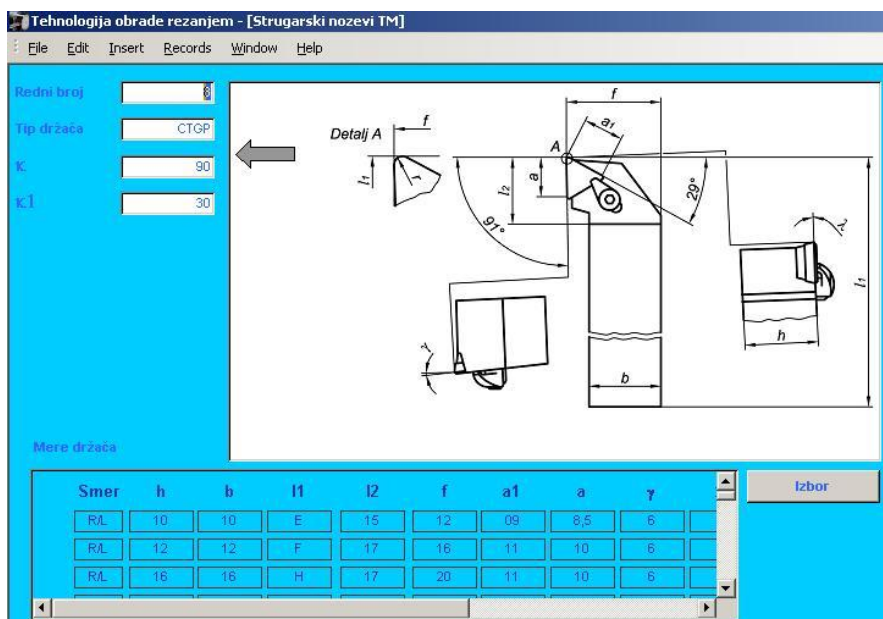 Tehnologija obrade rezanjem - [Strugarski nozevi TM]
File Edit Insert Records Window Help
Redni broj
Tip držača CTGP
κ 90
κ1 30
Detalj A
f
l1
r
f
a1
A
a
l2
29°
91°
λ
l1
h
γ
b
Mere držača
Smer h b l1 l2 f a1 a γ
R/L 10 10 E 15 12 09 8,5 6
R/L 12 12 F 17 16 11 10 6
R/L 16 16 H 17 20 11 10 6
Izbor